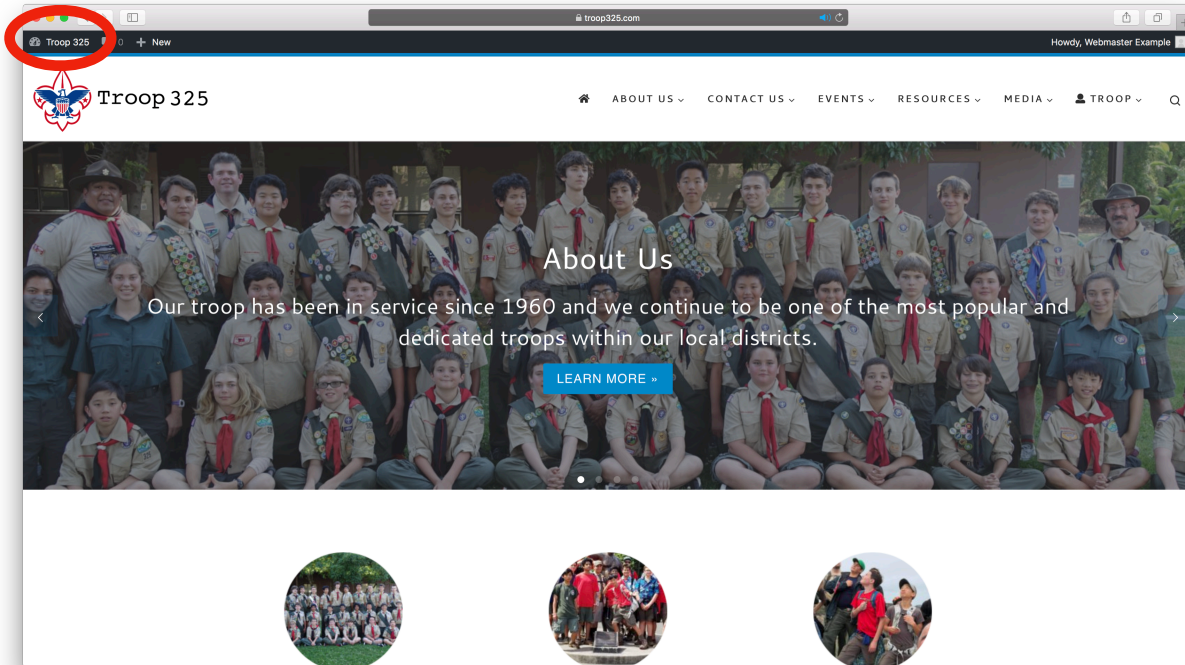 troop325.com
Troop 325 0 + New Howdy, Webmaster Example
Troop 325
ABOUT US CONTACT US EVENTS RESOURCES MEDIA TROOP
About Us
Our troop has been in service since 1960 and we continue to be one of the most popular and
dedicated troops within our local districts.
LEARN MORE »